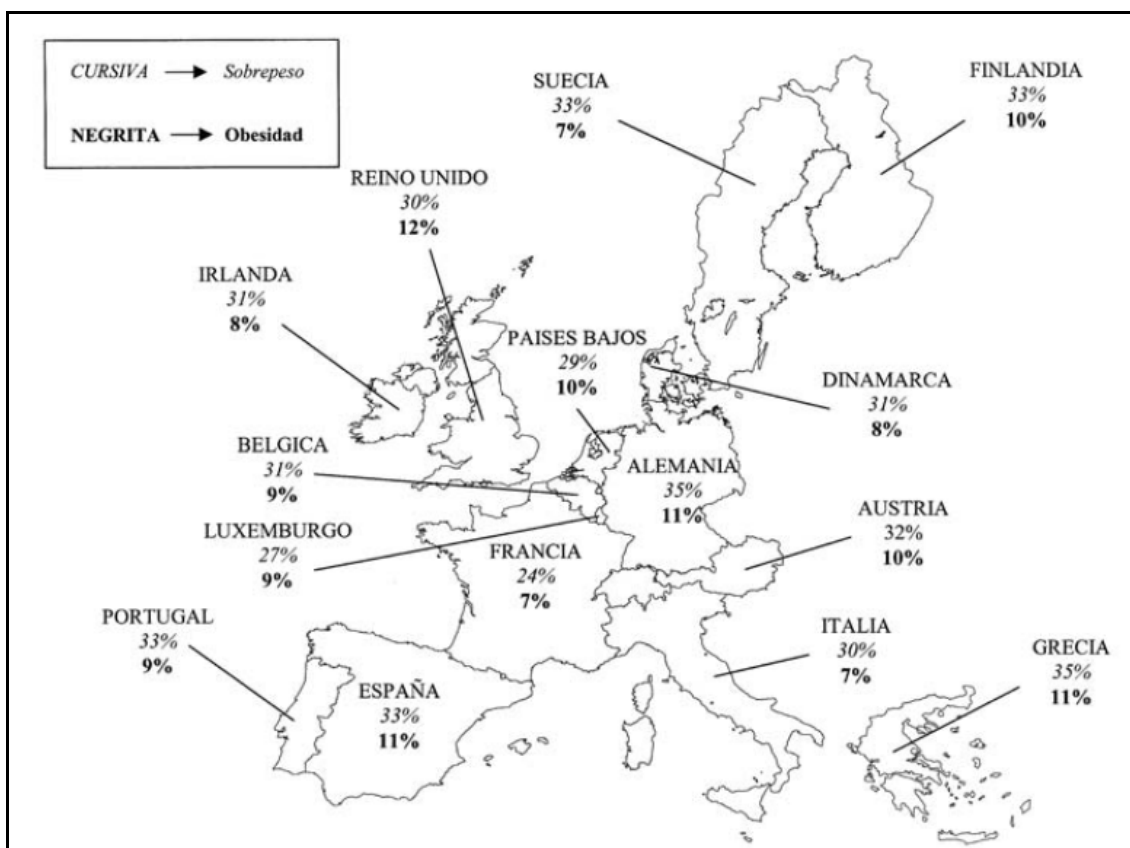 CURSIVA → Sobrepeso
NEGRITA → Obesidad
SUECIA
33%
7%
FINLANDIA
33%
10%
REINO UNIDO
30%
12%
IRLANDA
31%
8%
PAISES BAJOS
29%
10%
DINAMARCA
31%
8%
BELGICA
31%
9%
ALEMANIA
35%
11%
LUXEMBURGO
27%
9%
FRANCIA
24%
7%
AUSTRIA
32%
10%
PORTUGAL
33%
9%
ESPAÑA
33%
11%
ITALIA
30%
7%
GRECIA
35%
11%